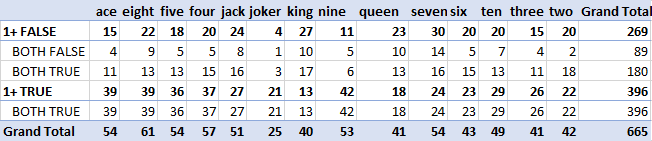 ace eight five four jack joker king nine queen seven six ten three two Grand Total
1+ FALSE 15 22 18 20 24 4 27 11 23 30 20 20 15 20 269
BOTH FALSE 4 9 5 5 8 1 10 5 10 14 5 7 4 2 89
BOTH TRUE 11 13 13 15 16 3 17 6 13 16 15 13 11 18 180
1+ TRUE 39 39 36 37 27 21 13 42 18 24 23 29 26 22 396
BOTH TRUE 39 39 36 37 27 21 13 42 18 24 23 29 26 22 396
Grand Total 54 61 54 57 51 25 40 53 41 54 43 49 41 42 665